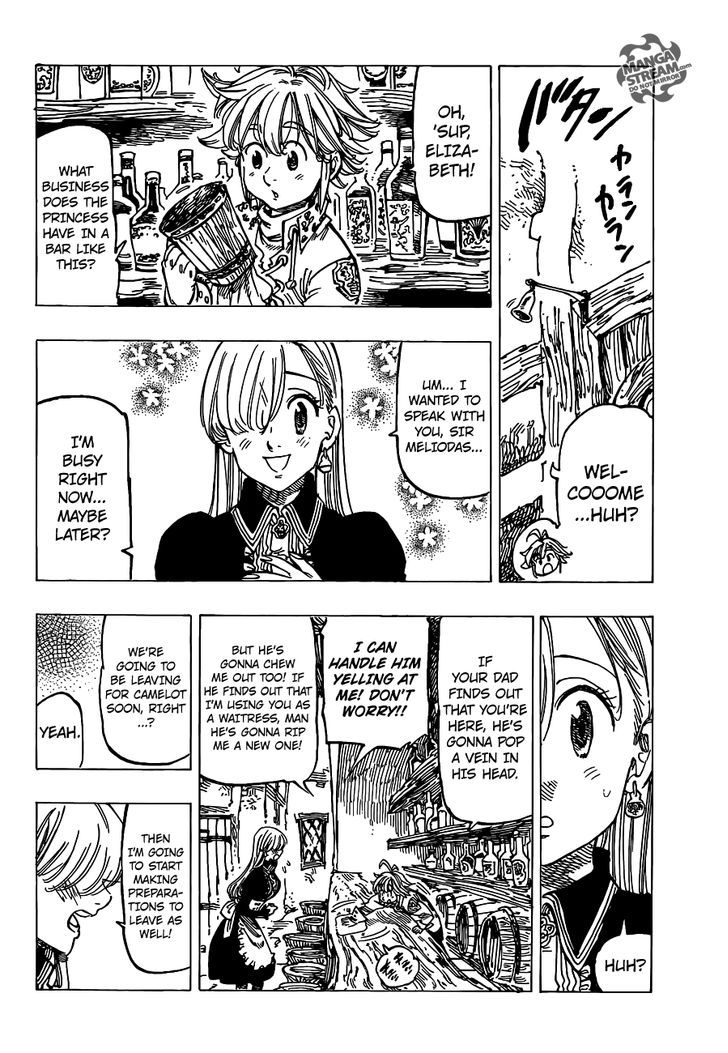 MANGA
STREAM.com
DO NOT MIRROR!
バタン
カラン
カラン
WEL-
COOOME
...HUH?
OH,
'SUP,
ELIZA-
BETH!
WHAT
BUSINESS
DOES THE
PRINCESS
HAVE IN A
BAR LIKE
THIS?
UM... I
WANTED TO
SPEAK WITH
YOU, SIR
MELIODAS...
I'M
BUSY
RIGHT
NOW...
MAYBE
LATER?
HUH?
IF
YOUR DAD
FINDS OUT
THAT YOU'RE
HERE, HE'S
GONNA POP
A VEIN IN
HIS HEAD.
I CAN
HANDLE HIM
YELLING AT
ME! DON'T
WORRY!!
BUT HE'S
GONNA CHEW
ME OUT TOO! IF
HE FINDS OUT THAT
I'M USING YOU AS
A WAITRESS, MAN
HE'S GONNA RIP
ME A NEW ONE!
WE'RE
GOING TO
BE LEAVING
FOR CAMELOT
SOON, RIGHT
...?
YEAH.
THEN
I'M GOING
TO START
MAKING
PREPARA-
TIONS TO
LEAVE AS
WELL!